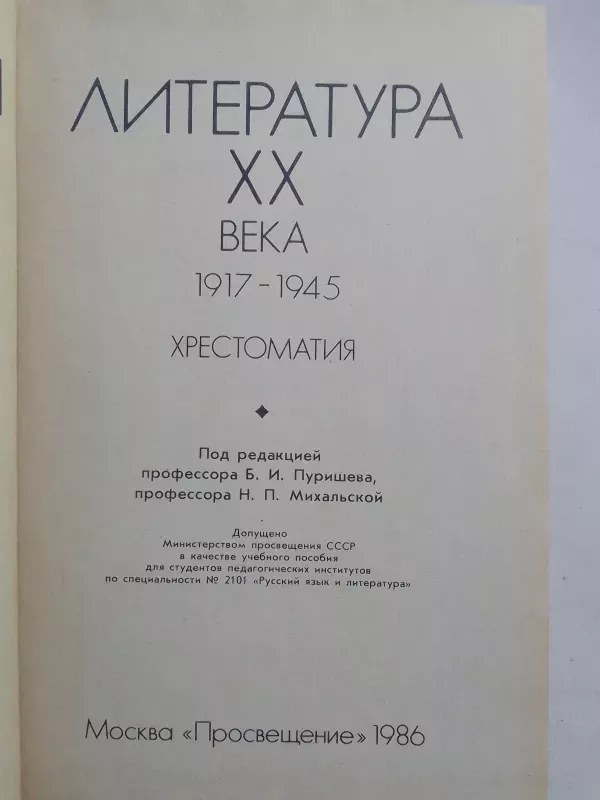 ЛИТЕРАТУРА
XX
ВЕКА
1917-1945
ХРЕСТОМАТИЯ
Под редакцией
профессора Б. И. Пуришева,
профессора Н. П. Михальской
Допущено
Министерством просвещения СССР
в качестве учебного пособия
для студентов педагогических институтов
по специальности № 2101 «Русский язык и литература»
Москва «Просвещение» 1986